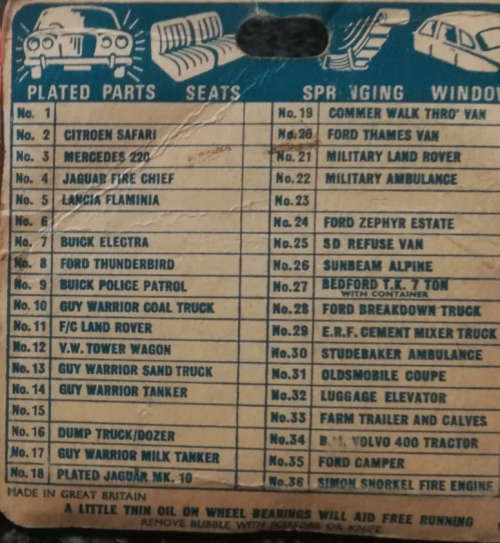 PLATED PARTS SEATS SPR NGING WINDOW
No. 1
No. 2 CITROEN SAFARI
No. 3 MERCEDES 220
No. 4 JAGUAR FIRE CHIEF
No. 5 LANCIA FLAMINIA
No. 6
No. 7 BUICK ELECTRA
No. 8 FORD THUNDERBIRD
No. 9 BUICK POLICE PATROL
No. 10 GUY WARRIOR COAL TRUCK
No. 11 F/C LAND ROVER
No. 12 V.W. TOWER WAGON
No. 13 GUY WARRIOR SAND TRUCK
No. 14 GUY WARRIOR TANKER
No. 15
No. 16 DUMP TRUCK/DOZER
No. 17 GUY WARRIOR MILK TANKER
No. 18 PLATED JAGUAR MK. 10
No. 19 COMMER WALK THRO' VAN
No. 20 FORD THAMES VAN
No. 21 MILITARY LAND ROVER
No. 22 MILITARY AMBULANCE
No. 23
No. 24 FORD ZEPHYR ESTATE
No. 25 SD REFUSE VAN
No. 26 SUNBEAM ALPINE
No. 27 BEDFORD T.K. 7 TON
WITH CONTAINER
No. 28 FORD BREAKDOWN TRUCK
No. 29 E.R.F. CEMENT MIXER TRUCK
No. 30 STUDEBAKER AMBULANCE
No. 31 OLDSMOBILE COUPE
No. 32 LUGGAGE ELEVATOR
No. 33 FARM TRAILER AND CALVES
No. 34 VOLVO 400 TRACTOR
No. 35 FORD CAMPER
No. 36 SIMON SNORKEL FIRE ENGINE
MADE IN GREAT BRITAIN
A LITTLE THIN OIL ON WHEEL BEARINGS WILL AID FREE RUNNING
REMOVE BUBBLE WITH SCISSORS OR KNIFE